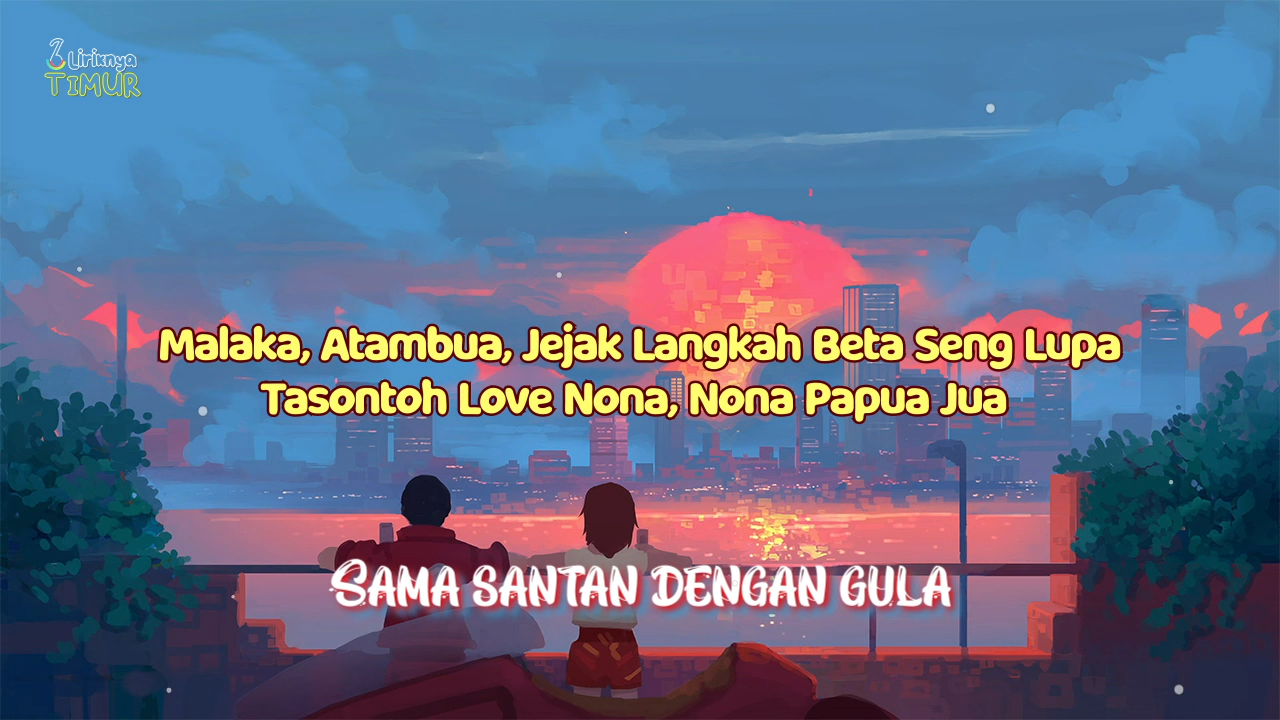 Liriknya
TIMUR
Malaka, Atambua, Jejak Langkah Beta Seng Lupa
Tasontoh Love Nona, Nona Papua Jua
SAMA SANTAN DENGAN GULA